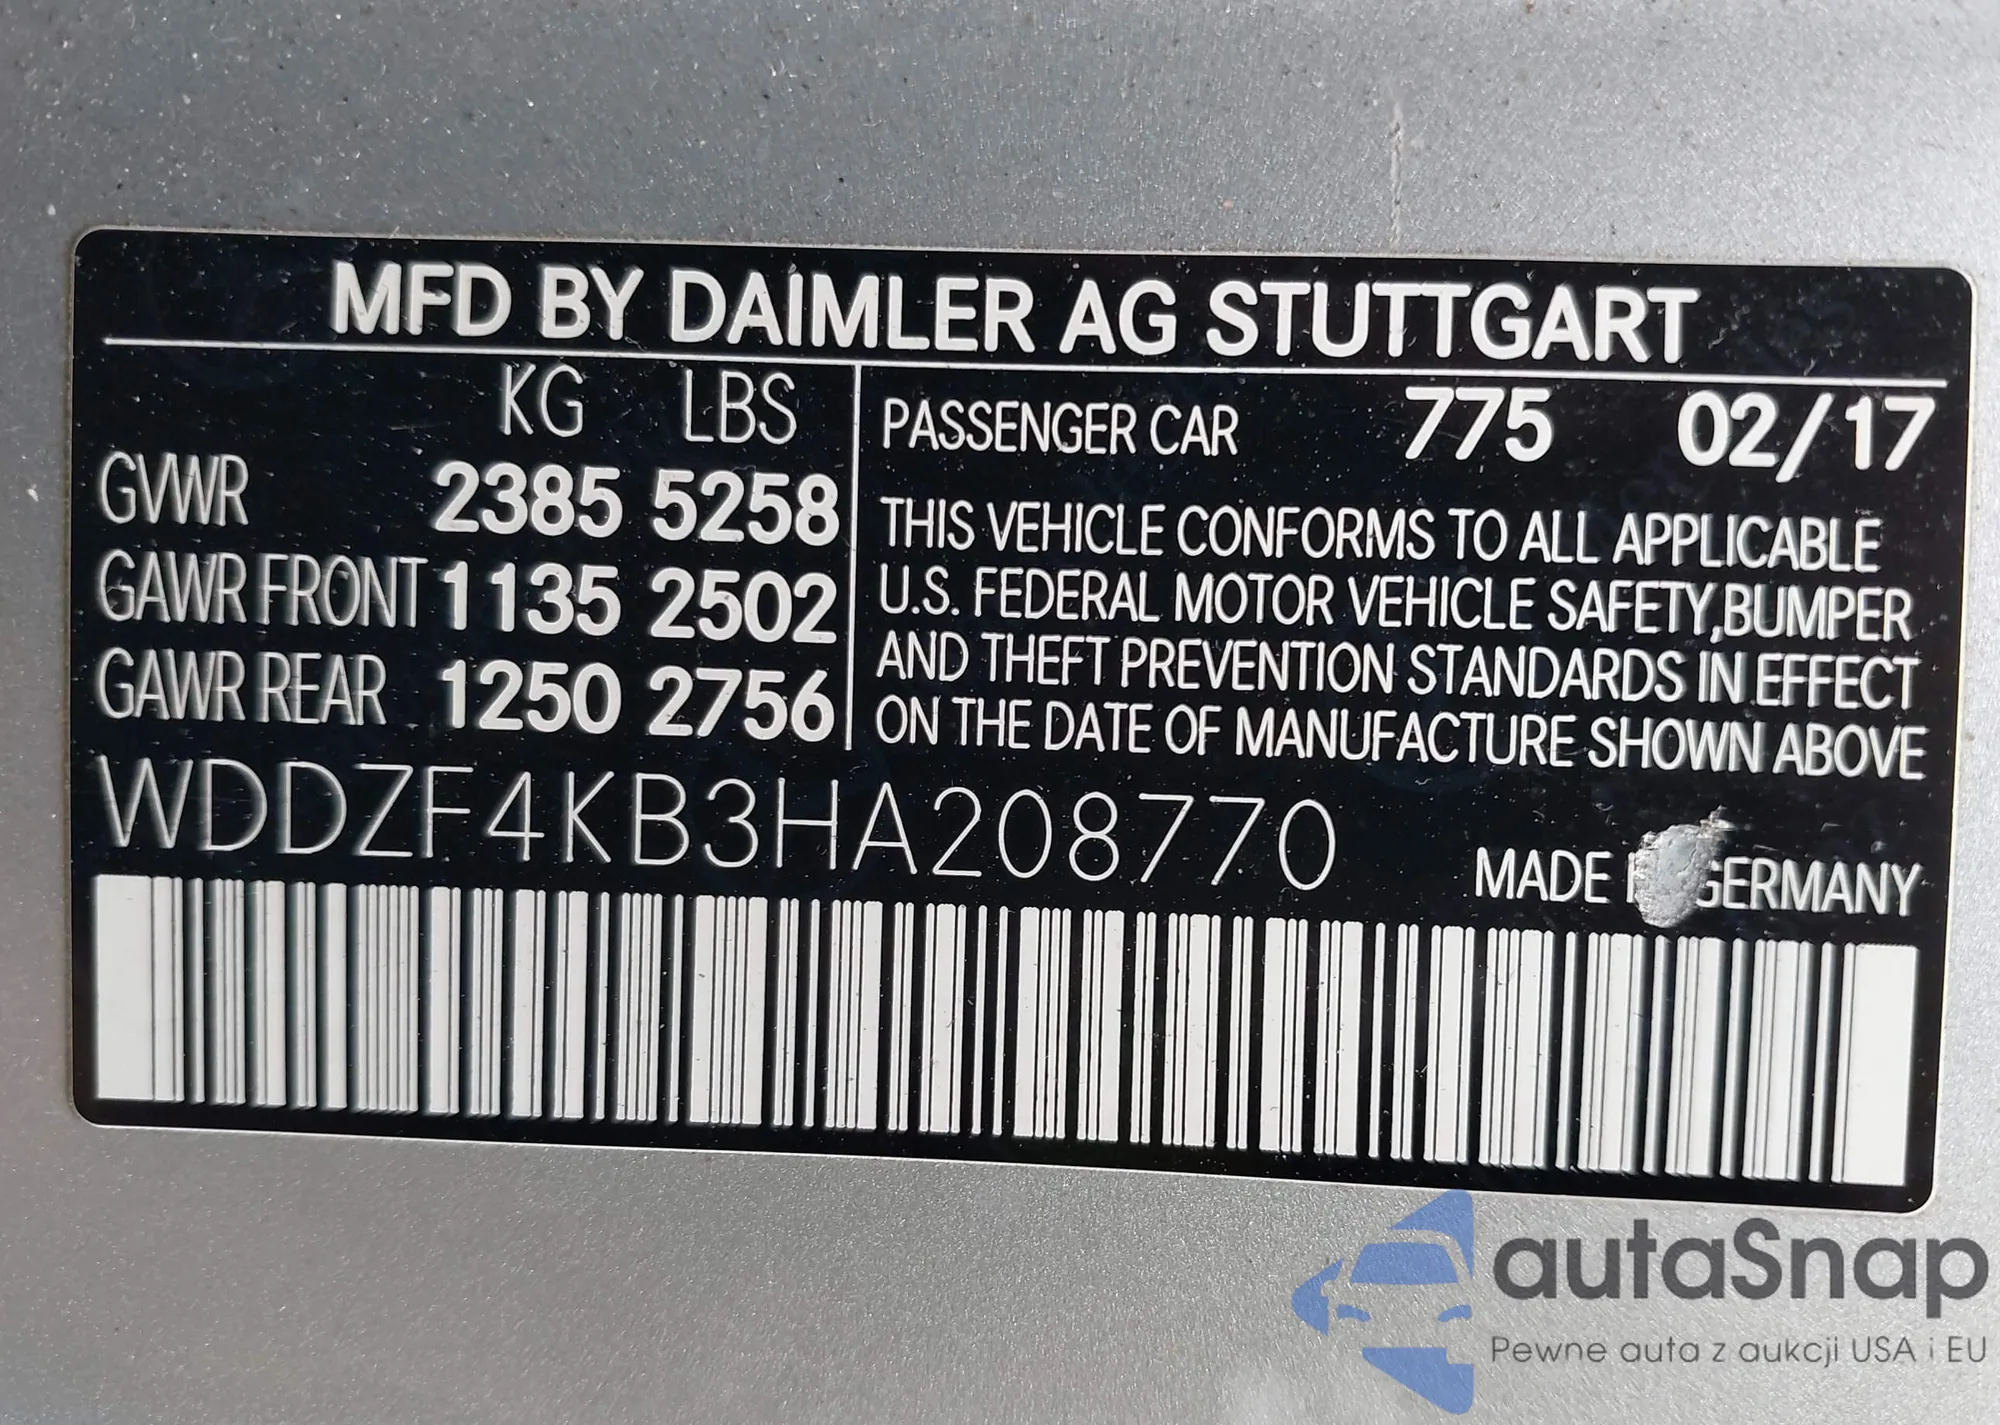 MFD BY DAIMLER AG STUTTGART
KG LBS
GVWR 2385 5258
GAWR FRONT 1135 2502
GAWR REAR 1250 2756
PASSENGER CAR 775 02/17
THIS VEHICLE CONFORMS TO ALL APPLICABLE
U.S. FEDERAL MOTOR VEHICLE SAFETY,BUMPER
AND THEFT PREVENTION STANDARDS IN EFFECT
ON THE DATE OF MANUFACTURE SHOWN ABOVE
WDDZF4KB3HA208770
MADE GERMANY
autaSnap
Pewne auta z aukcji USA i EU